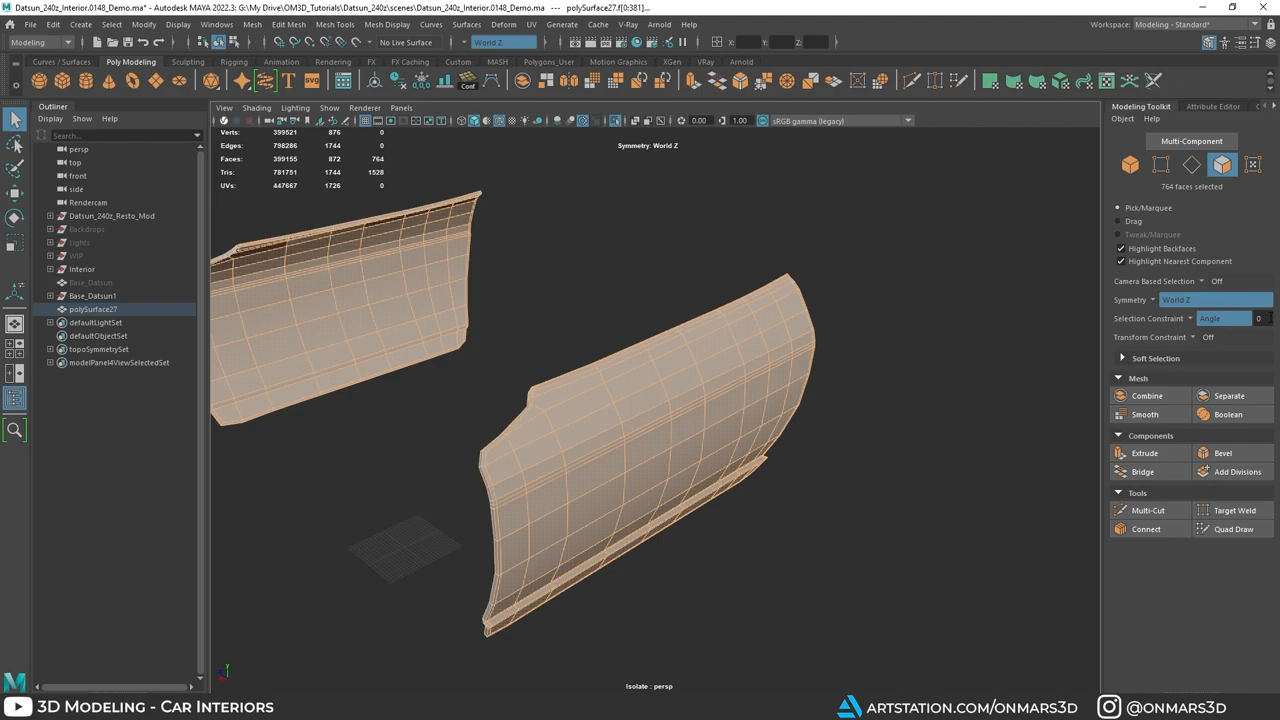 Datsun_240z_Interior.0148_Demo.ma* - Autodesk MAYA 2022.3: G:\My Drive\OM3D_Tutorials\Datsun_240z\scenes\Datsun_240z_Interior.0148_Demo.ma --- polySurface27.f[0:381]...
File Edit Create Select Modify Display Windows Mesh Edit Mesh Mesh Tools Mesh Display Curves Surfaces Deform UV Generate Cache V-Ray Arnold Help
Workspace: Modeling - Standard*
Modeling No Live Surface World Z X: Y: Z:
Curves / Surfaces Poly Modeling Sculpting Rigging Animation Rendering FX FX Caching Custom MASH Polygons_User Motion Graphics XGen VRay Arnold
Outliner
Display Show Help
Search...
persp
top
front
side
Rendercam
Datsun_240z_Resto_Mod
Backdrops
Lights
WIP
Interior
Base_Datsun
Base_Datsun1
polySurface27
defaultLightSet
defaultObjectSet
topoSymmetrySet
modelPanel4ViewSelectedSet
View Shading Lighting Show Renderer Panels
0.00 1.00 sRGB gamma (legacy)
Verts: 399521 876 0
Edges: 798286 1744 0
Faces: 399155 872 764
Tris: 781751 1744 1528
UVs: 447667 1726 0
Symmetry: World Z
Isolate : persp
Modeling Toolkit Attribute Editor
Object Help
Multi-Component
764 faces selected
Pick/Marquee
Drag
Tweak/Marquee
Highlight Backfaces
Highlight Nearest Component
Camera Based Selection Off
Symmetry World Z
Selection Constraint Angle 0
Transform Constraint Off
Soft Selection
Mesh
Combine Separate
Smooth Boolean
Components
Extrude Bevel
Bridge Add Divisions
Tools
Multi-Cut Target Weld
Connect Quad Draw
3D Modeling - Car Interiors
ARTSTATION.COM/ONMARS3D
@ONMARS3D